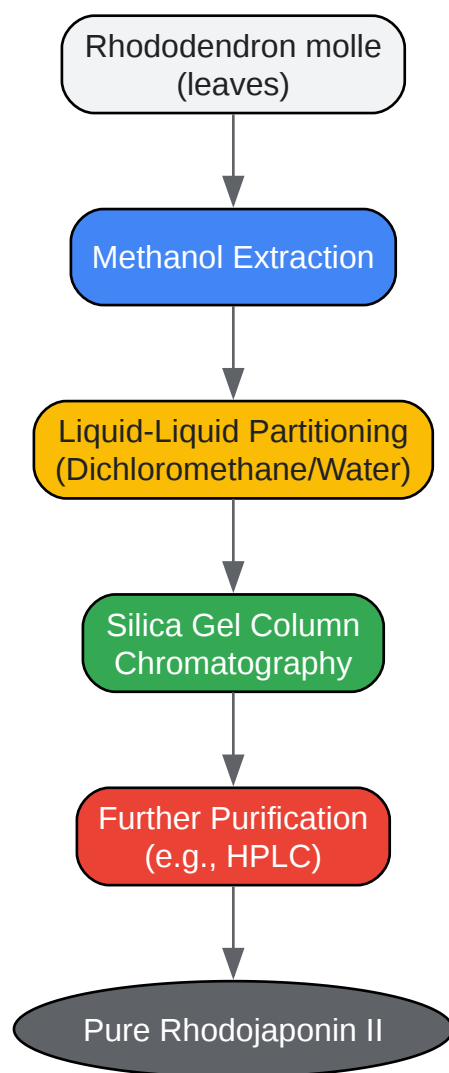 Rhododendron molle
(leaves)
Methanol Extraction
Liquid-Liquid Partitioning
(Dichloromethane/Water)
Silica Gel Column
Chromatography
Further Purification
(e.g., HPLC)
Pure Rhodojaponin II